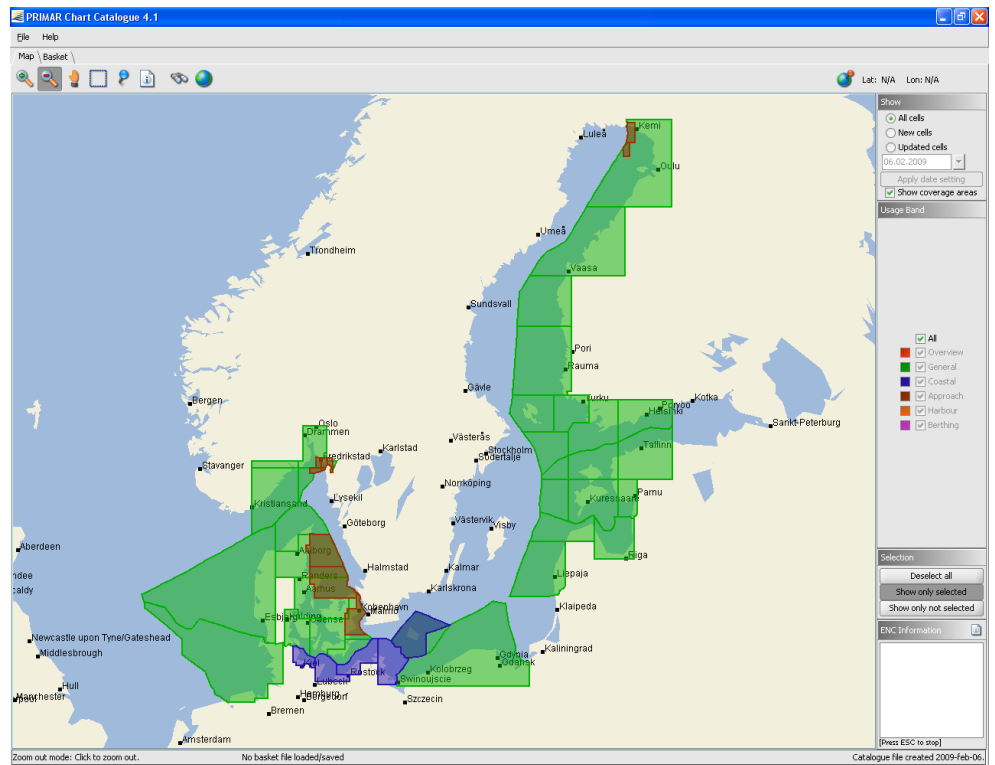 PRIMAR Chart Catalogue 4.1
File Help
Map Basket
Lat: N/A Lon: N/A
Show
All cells
New cells
Updated cells
06.02.2009
Apply date setting
Show coverage areas
Usage Band
All
Overview
General
Coastal
Approach
Harbour
Berthing
Selection
Deselect all
Show only selected
Show only not selected
ENC Information
[Press ESC to stop]
Kemi
Luleå
Oulu
Umeå
Trondheim
Vaasa
Sundsvall
Pori
Rauma
Gävle
Turku
Porvoo
Kotka
Helsinki
Bergen
Sankt-Peterburg
Oslo
Drammen
Västerås
Karlstad
Stockholm
Södertälje
Tallinn
Fredrikstad
Stavanger
Norrköping
Parnu
Kuressaare
Lysekil
Kristiansand
Göteborg
Västervik
Visby
Aberdeen
Ålborg
Riga
Halmstad
Kalmar
Liepaja
ndee
Randers
caldy
Aarhus
Karlskrona
København
Malmö
Klaipeda
Esbjerg
Kolding
Odense
Newcastle upon Tyne/Gateshead
Middlesbrough
Kaliningrad
Gdynia
Gdansk
Kiel
Rostock
Kolobrzeg
Lübeck
Swinoujscie
Hull
Hamburg
Bergedorf
Manchester
Szczecin
Bremen
Amsterdam
Zoom out mode: Click to zoom out. No basket file loaded/saved Catalogue file created 2009-feb-06.